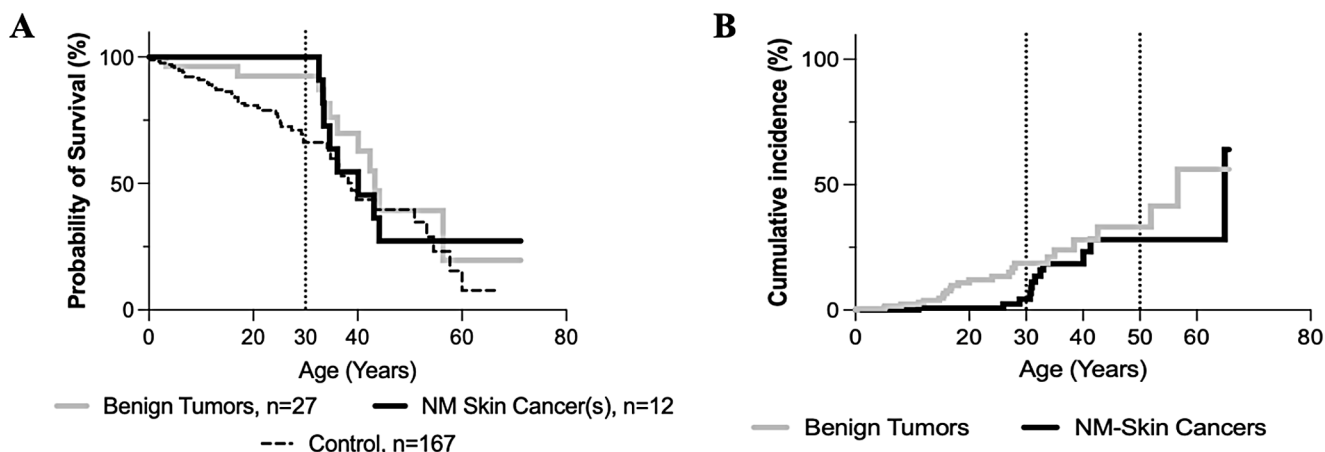 A
Probability of Survival (%)
100
50
0
0 20 30 40 60 80
Age (Years)
Benign Tumors, n=27 NM Skin Cancer(s), n=12
Control, n=167
B
Cumulative incidence (%)
100
50
0
0 20 30 40 50 60 80
Age (Years)
Benign Tumors NM-Skin Cancers